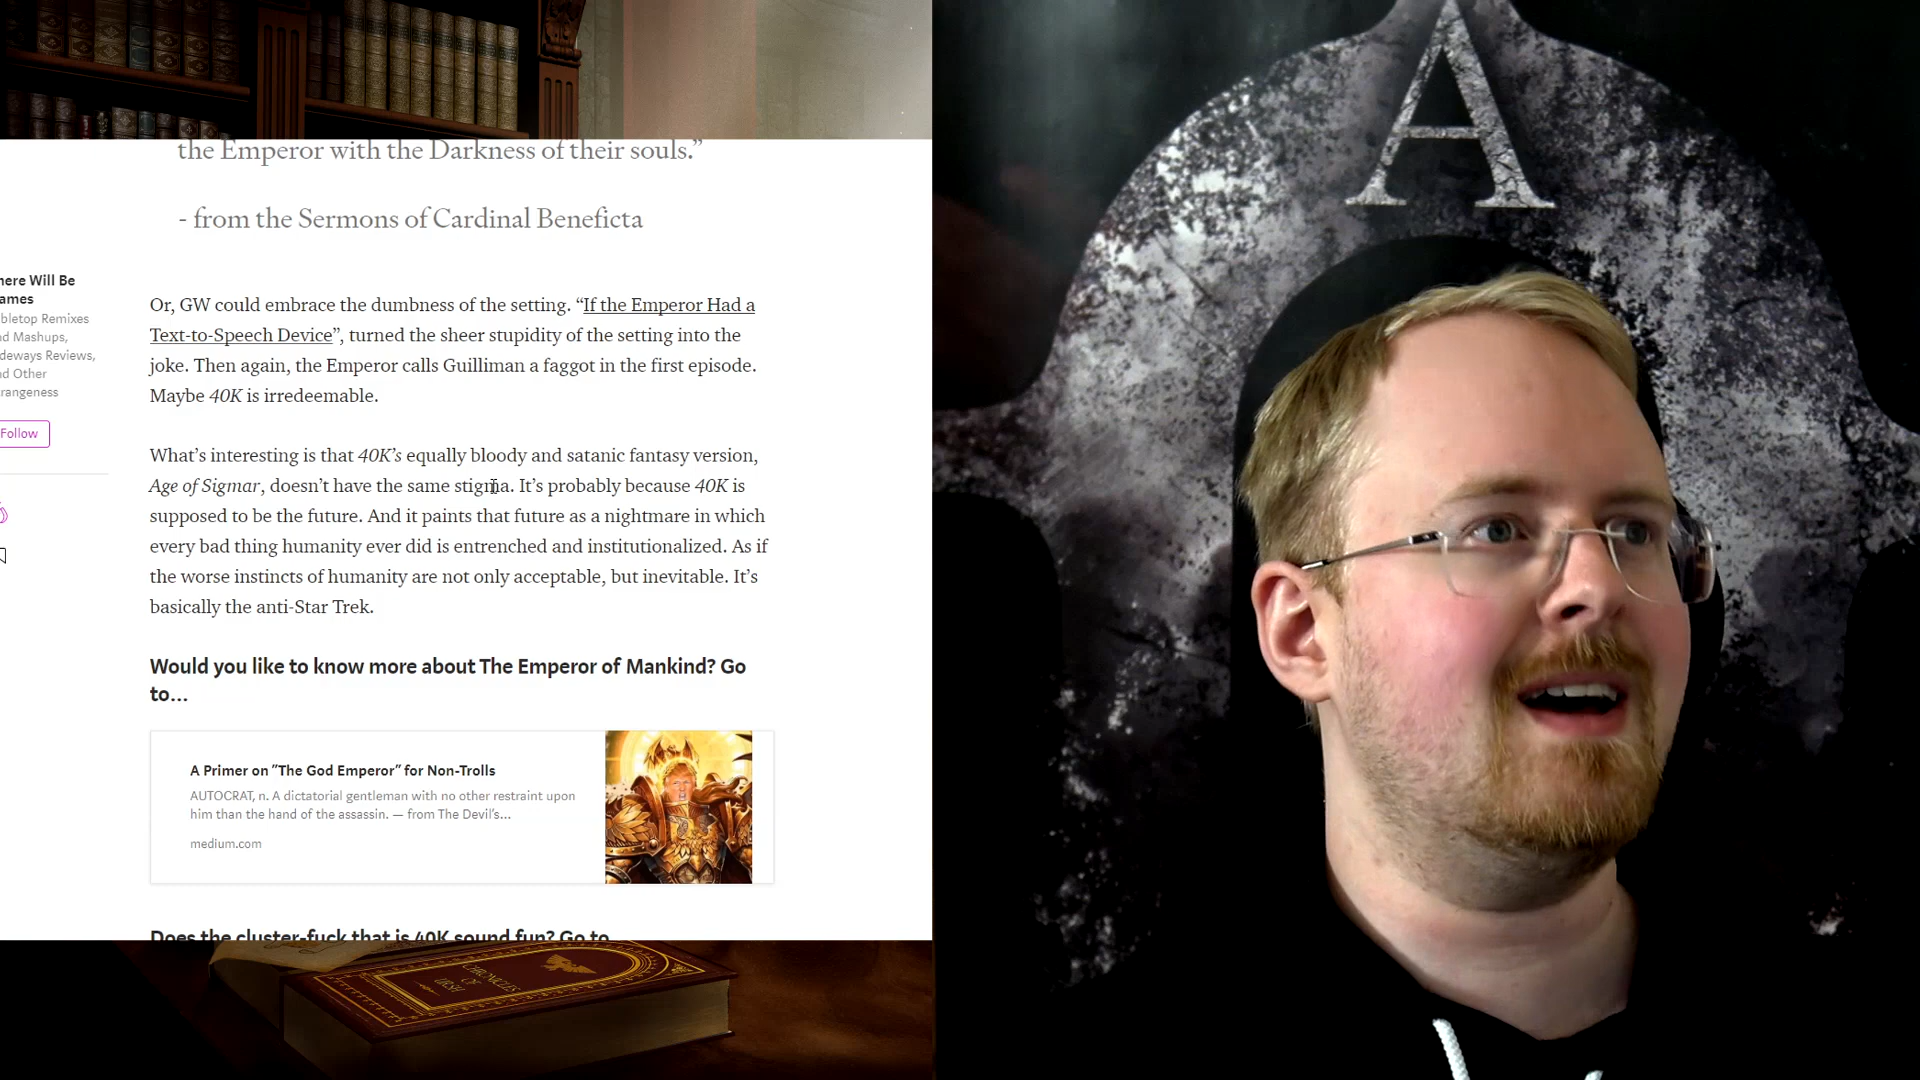 the Emperor with the Darkness of their souls.”
- from the Sermons of Cardinal Beneficta
here Will Be
ames
bletop Remixes
nd Mashups,
deways Reviews,
nd Other
rangeness
Follow
Or, GW could embrace the dumbness of the setting. “If the Emperor Had a
Text-to-Speech Device”, turned the sheer stupidity of the setting into the
joke. Then again, the Emperor calls Guilliman a faggot in the first episode.
Maybe 40K is irredeemable.
What’s interesting is that 40K’s equally bloody and satanic fantasy version,
Age of Sigmar, doesn’t have the same stigma. It’s probably because 40K is
supposed to be the future. And it paints that future as a nightmare in which
every bad thing humanity ever did is entrenched and institutionalized. As if
the worse instincts of humanity are not only acceptable, but inevitable. It’s
basically the anti-Star Trek.
Would you like to know more about The Emperor of Mankind? Go
to…
A Primer on “The God Emperor” for Non-Trolls
AUTOCRAT, n. A dictatorial gentleman with no other restraint upon
him than the hand of the assassin. — from The Devil’s…
medium.com
Does the cluster-fuck that is 40K sound fun? Go to
CHRONICLES
OF
URSH
A